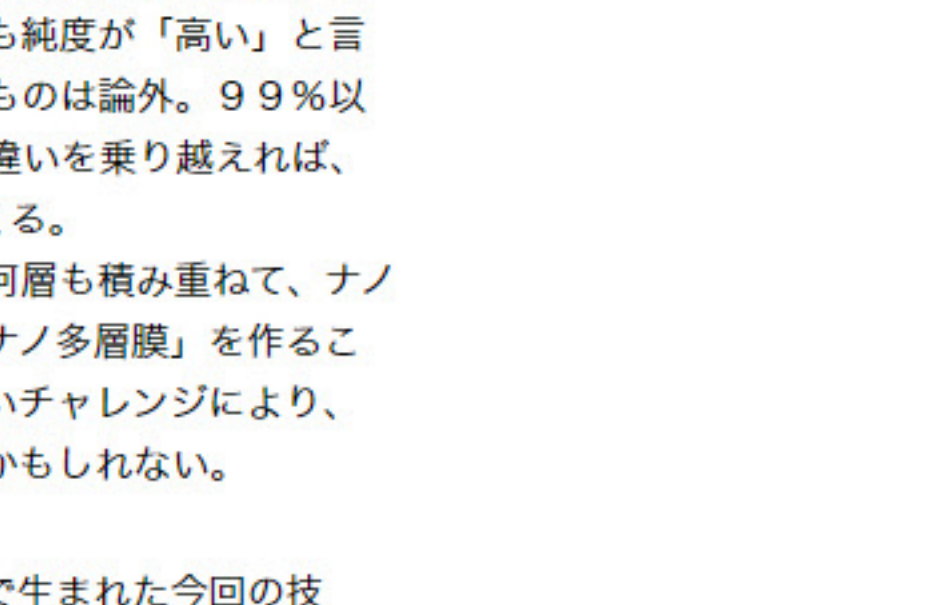 も純度が「高い」と言
ものは論外。９９％以
違いを乗り越えれば、
る。
何層も積み重ねて、ナノ
ナノ多層膜」を作るこ
いチャレンジにより、
かもしれない。
で生まれた今回の技